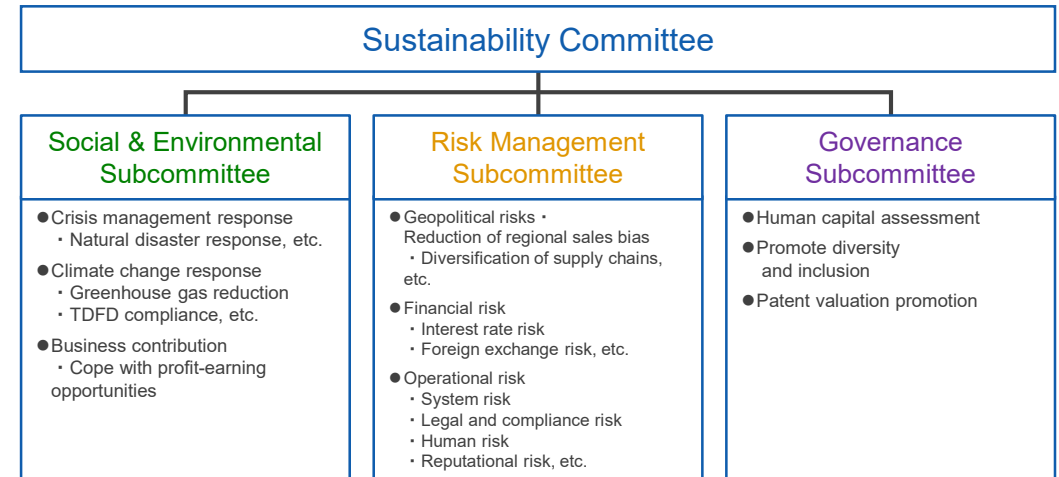 Sustainability Committee
Social & Environmental
Subcommittee
●Crisis management response
・Natural disaster response, etc.
●Climate change response
・Greenhouse gas reduction
・TDFD compliance, etc.
●Business contribution
・Cope with profit-earning
opportunities
Risk Management
Subcommittee
●Geopolitical risks・
Reduction of regional sales bias
・Diversification of supply chains,
etc.
●Financial risk
・Interest rate risk
・Foreign exchange risk, etc.
●Operational risk
・System risk
・Legal and compliance risk
・Human risk
・Reputational risk, etc.
Governance
Subcommittee
●Human capital assessment
●Promote diversity
and inclusion
●Patent valuation promotion